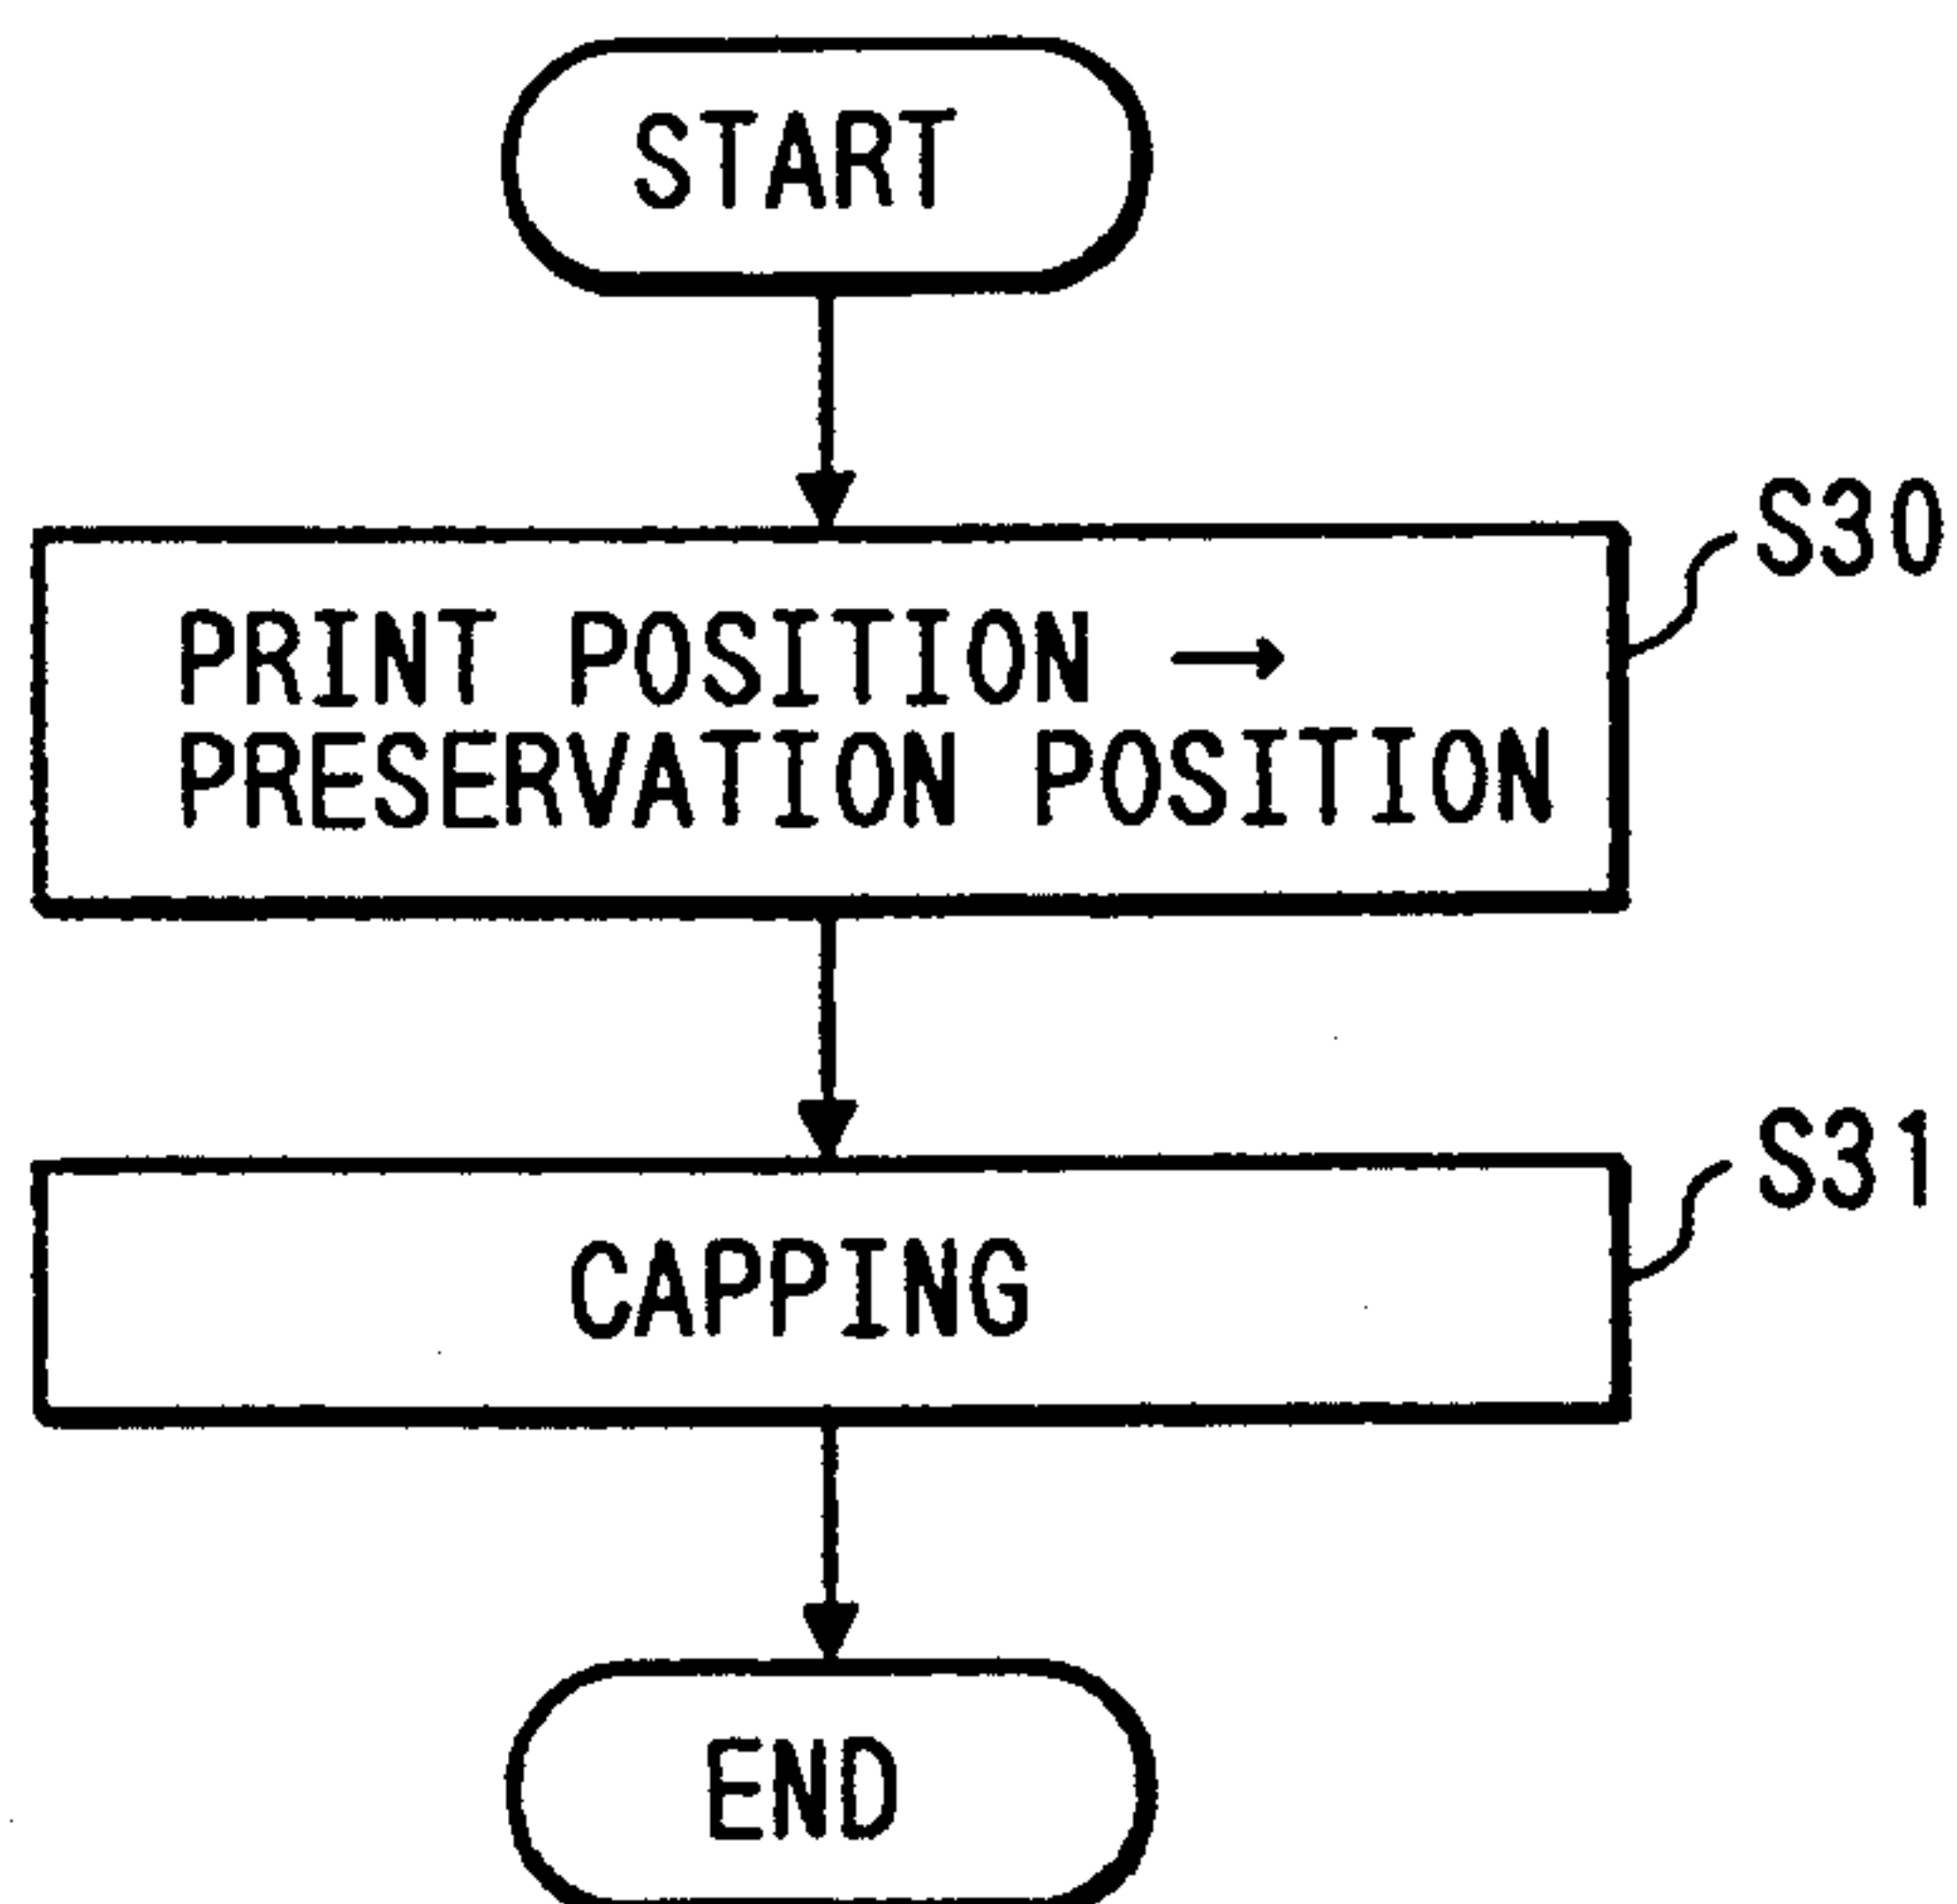 START
S30
PRINT POSITION →
PRESERVATION POSITION
S31
CAPPING
END